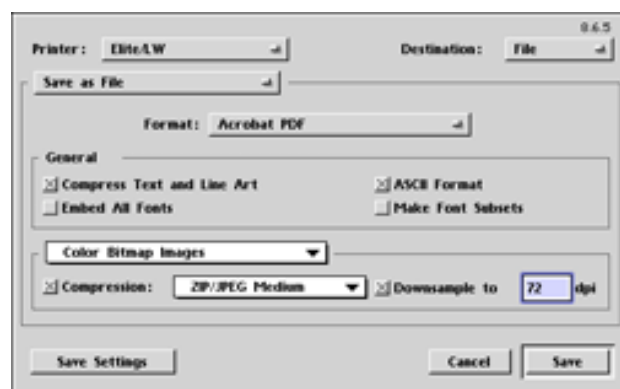 8.6.5
Printer: Elite/LW Destination: File
Save as File
Format: Acrobat PDF
General
Compress Text and Line Art ASCII Format
Embed All Fonts Make Font Subsets
Color Bitmap Images
Compression: ZIP/JPEG Medium Downsample to 72 dpi
Save Settings Cancel Save